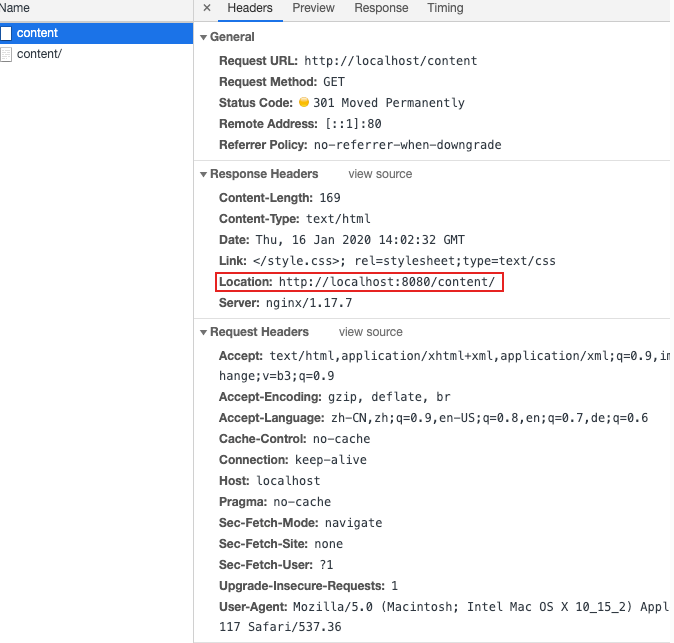 Name
× Headers Preview Response Timing
content
content/
General
Request URL: http://localhost/content
Request Method: GET
Status Code: 301 Moved Permanently
Remote Address: [::1]:80
Referrer Policy: no-referrer-when-downgrade
Response Headers view source
Content-Length: 169
Content-Type: text/html
Date: Thu, 16 Jan 2020 14:02:32 GMT
Link: </style.css>; rel=stylesheet;type=text/css
Location: http://localhost:8080/content/
Server: nginx/1.17.7
Request Headers view source
Accept: text/html,application/xhtml+xml,application/xml;q=0.9,im
hange;v=b3;q=0.9
Accept-Encoding: gzip, deflate, br
Accept-Language: zh-CN,zh;q=0.9,en-US;q=0.8,en;q=0.7,de;q=0.6
Cache-Control: no-cache
Connection: keep-alive
Host: localhost
Pragma: no-cache
Sec-Fetch-Mode: navigate
Sec-Fetch-Site: none
Sec-Fetch-User: ?1
Upgrade-Insecure-Requests: 1
User-Agent: Mozilla/5.0 (Macintosh; Intel Mac OS X 10_15_2) Appl
117 Safari/537.36